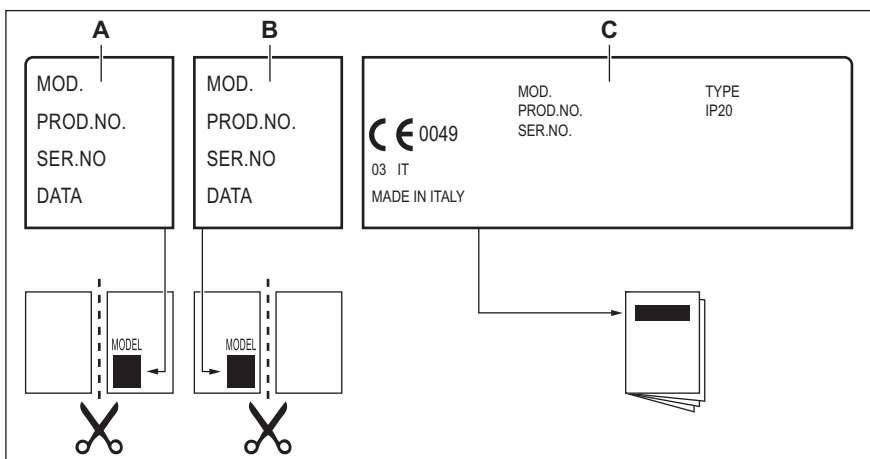 A
B
C
MOD.
PROD.NO.
SER.NO
DATA
MOD.
PROD.NO.
SER.NO
DATA
MOD.
PROD.NO.
SER.NO.
TYPE
IP20
CE 0049
03 IT
MADE IN ITALY
MODEL
MODEL